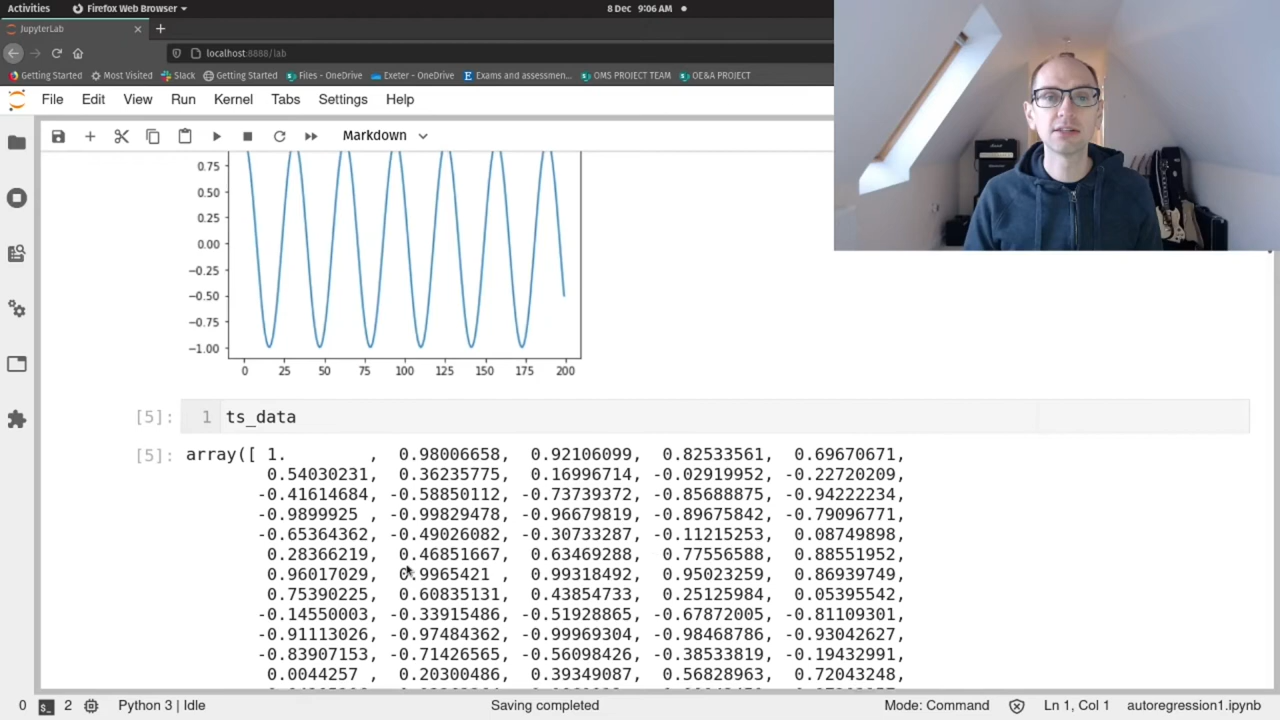 Activities Firefox Web Browser 8 Dec 9:06 AM
JupyterLab
localhost:8888/lab
Getting Started Most Visited Slack Getting Started Files - OneDrive Exeter - OneDrive Exams and assessmen... OMS PROJECT TEAM OE&A PROJECT
File Edit View Run Kernel Tabs Settings Help
Markdown
0.75
0.50
0.25
0.00
−0.25
−0.50
−0.75
−1.00
0 25 50 75 100 125 150 175 200
[5]: 1 ts_data
[5]: array([ 1.        ,  0.98006658,  0.92106099,  0.82533561,  0.69670671,
0.54030231,  0.36235775,  0.16996714, -0.02919952, -0.22720209,
-0.41614684, -0.58850112, -0.73739372, -0.85688875, -0.94222234,
-0.9899925 , -0.99829478, -0.96679819, -0.89675842, -0.79096771,
-0.65364362, -0.49026082, -0.30733287, -0.11215253,  0.08749898,
0.28366219,  0.46851667,  0.63469288,  0.77556588,  0.88551952,
0.96017029,  0.9965421 ,  0.99318492,  0.95023259,  0.86939749,
0.75390225,  0.60835131,  0.43854733,  0.25125984,  0.05395542,
-0.14550003, -0.33915486, -0.51928865, -0.67872005, -0.81109301,
-0.91113026, -0.97484362, -0.99969304, -0.98468786, -0.93042627,
-0.83907153, -0.71426565, -0.56098426, -0.38533819, -0.19432991,
0.0044257 ,  0.20300486,  0.39349087,  0.56828963,  0.72043248,
0 2 Python 3 | Idle Saving completed Mode: Command Ln 1, Col 1 autoregression1.ipynb